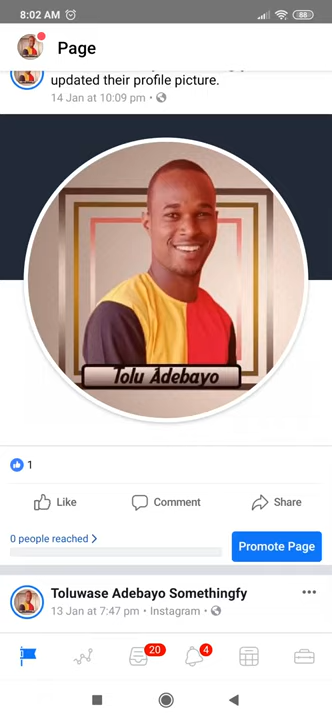 8:02 AM
88
Page
updated their profile picture.
14 Jan at 10:09 pm •
Tolu Adebayo
1
Like Comment Share
0 people reached >
Promote Page
Toluwase Adebayo Somethingfy
13 Jan at 7:47 pm • Instagram •
20 4